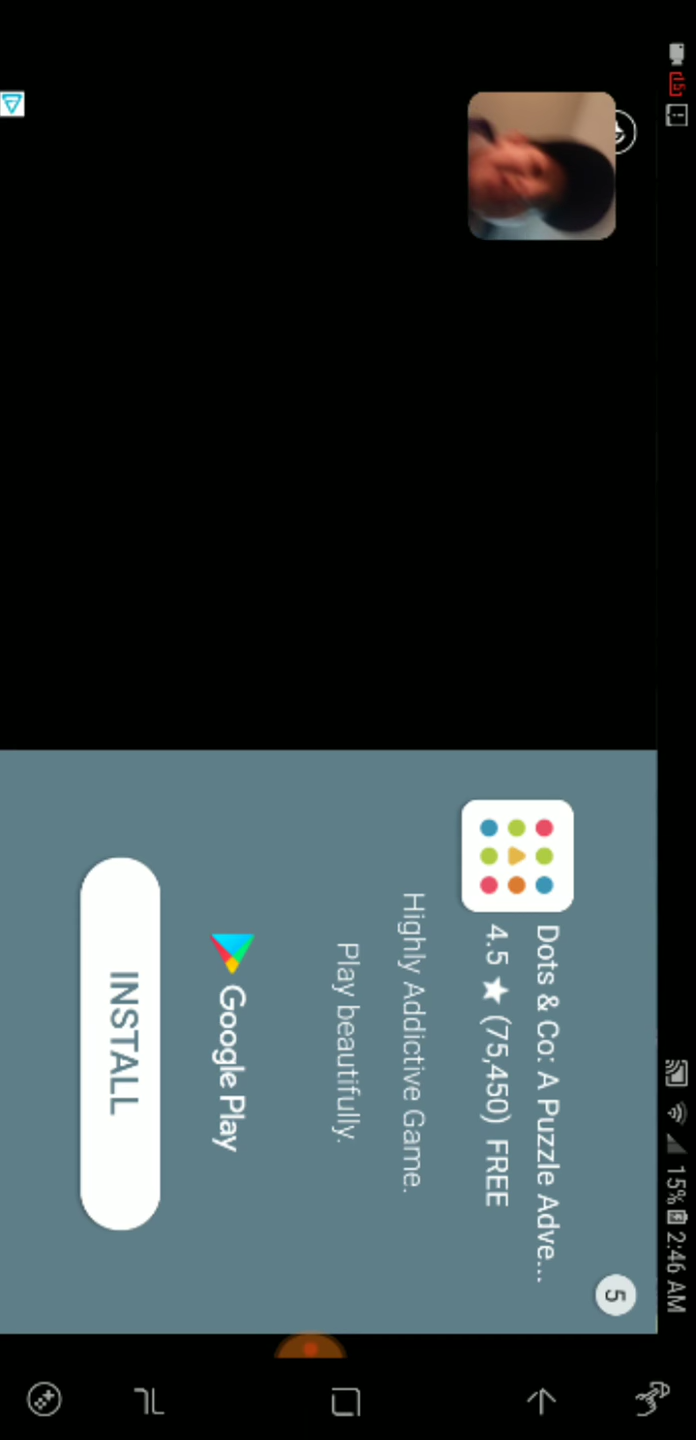 15
15% 2:46 AM
5
Dots & Co: A Puzzle Adve...
4.5 ★ (75,450) FREE
Highly Addictive Game.
Play beautifully.
Google Play
INSTALL